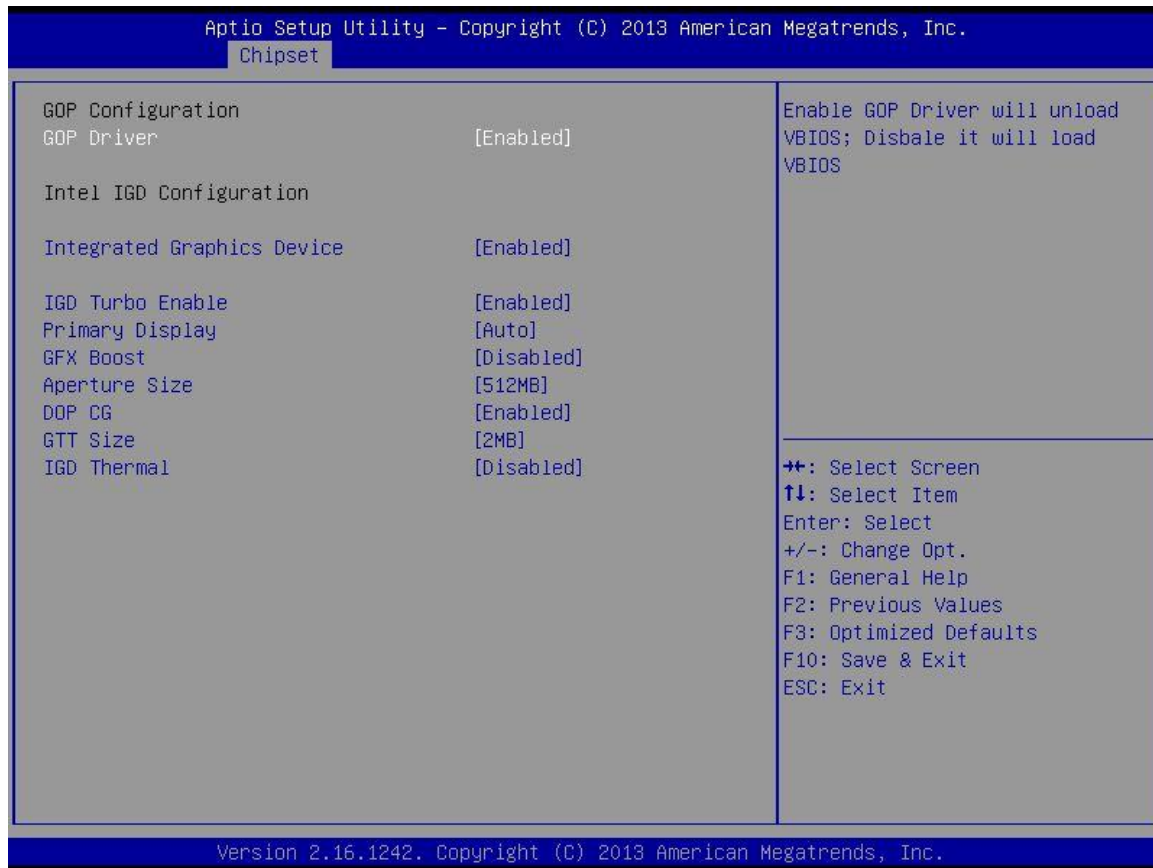 Aptio Setup Utility – Copyright (C) 2013 American Megatrends, Inc.
Chipset
GOP Configuration
GOP Driver [Enabled]
Intel IGD Configuration
Integrated Graphics Device [Enabled]
IGD Turbo Enable [Enabled]
Primary Display [Auto]
GFX Boost [Disabled]
Aperture Size [512MB]
DOP CG [Enabled]
GTT Size [2MB]
IGD Thermal [Disabled]
Enable GOP Driver will unload
VBIOS; Disbale it will load
VBIOS
→←: Select Screen
↑↓: Select Item
Enter: Select
+/-: Change Opt.
F1: General Help
F2: Previous Values
F3: Optimized Defaults
F10: Save & Exit
ESC: Exit
Version 2.16.1242. Copyright (C) 2013 American Megatrends, Inc.